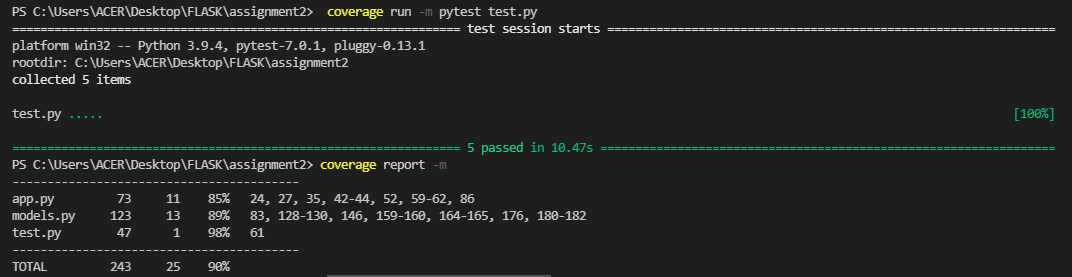 PS C:\Users\ACER\Desktop\FLASK\assignment2>  coverage run -m pytest test.py
================================================================ test session starts ================================================================
platform win32 -- Python 3.9.4, pytest-7.0.1, pluggy-0.13.1
rootdir: C:\Users\ACER\Desktop\FLASK\assignment2
collected 5 items
test.py ..... [100%]
================================================================ 5 passed in 10.47s =================================================================
PS C:\Users\ACER\Desktop\FLASK\assignment2> coverage report -m
-----------------------------------------
app.py         73     11    85%   24, 27, 35, 42-44, 52, 59-62, 86
models.py     123     13    89%   83, 128-130, 146, 159-160, 164-165, 176, 180-182
test.py        47      1    98%   61
-----------------------------------------
TOTAL         243     25    90%